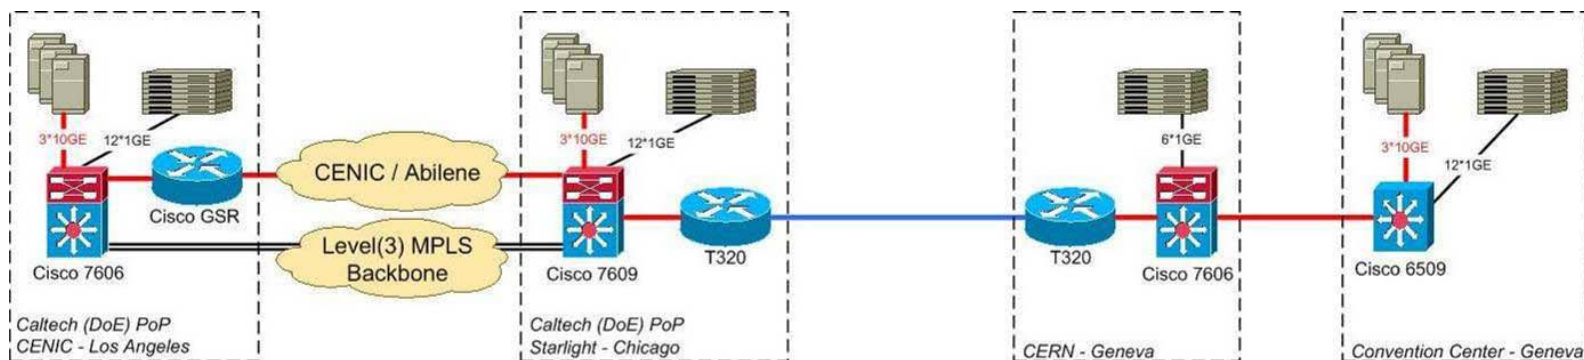 3*10GE
12*1GE
Cisco GSR
Cisco 7606
Caltech (DoE) PoP
CENIC - Los Angeles
CENIC / Abilene
Level(3) MPLS
Backbone
3*10GE
12*1GE
Cisco 7609
T320
Caltech (DoE) PoP
Starlight - Chicago
6*1GE
T320
Cisco 7606
CERN - Geneva
3*10GE
12*1GE
Cisco 6509
Convention Center - Geneva